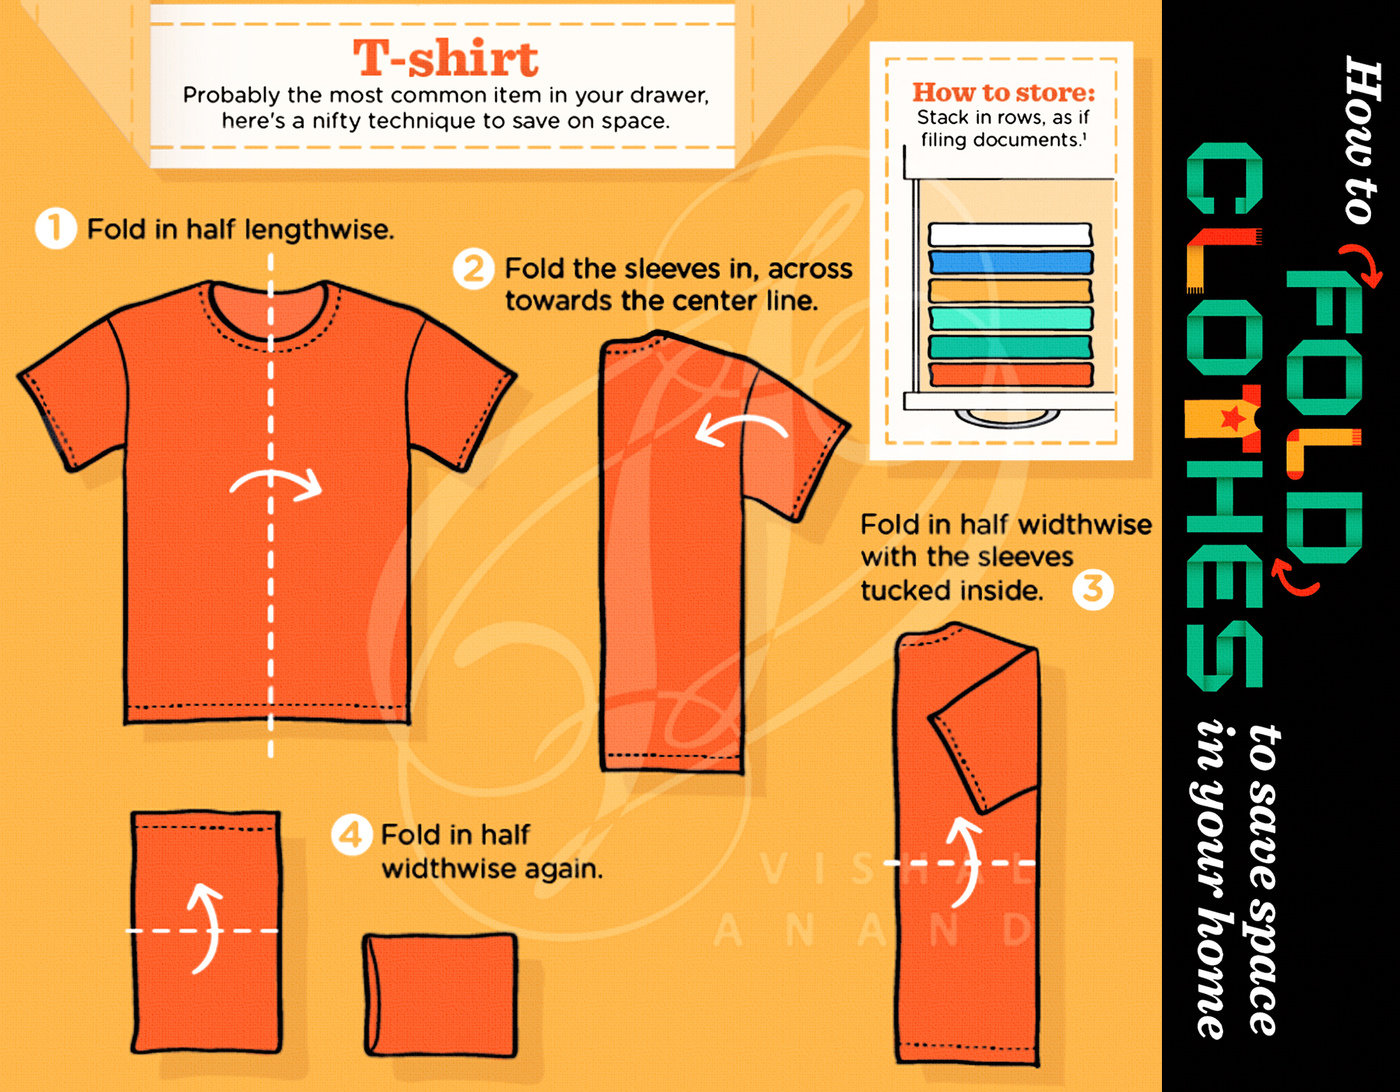 T-shirt
Probably the most common item in your drawer,
here's a nifty technique to save on space.
How to store:
Stack in rows, as if
filing documents.¹
1 Fold in half lengthwise.
2 Fold the sleeves in, across
towards the center line.
Fold in half widthwise
with the sleeves
tucked inside. 3
4 Fold in half
widthwise again.
VISHAL
ANAND
How to
FOLD
CLOTHES
to save space
in your home